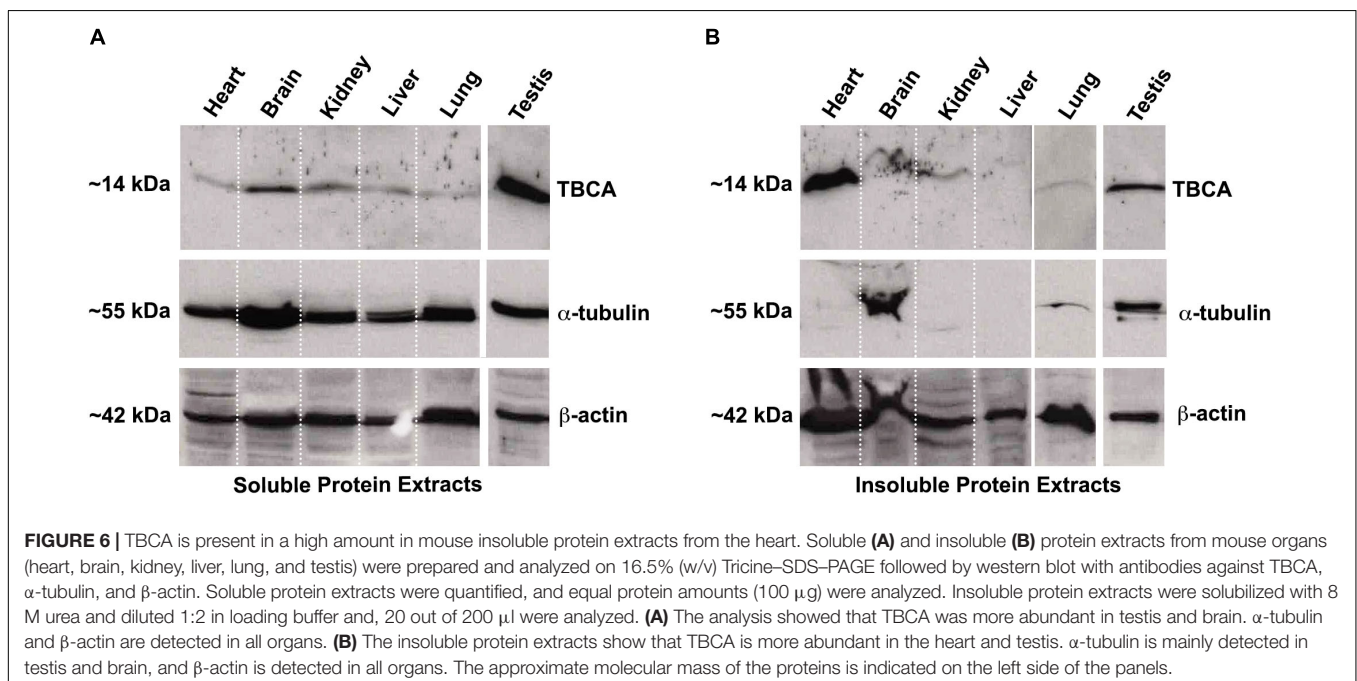 A
B
Heart Brain Kidney Liver Lung Testis
Heart Brain Kidney Liver Lung Testis
~14 kDa TBCA
~14 kDa TBCA
~55 kDa α-tubulin
~55 kDa α-tubulin
~42 kDa β-actin
~42 kDa β-actin
Soluble Protein Extracts
Insoluble Protein Extracts
FIGURE 6 | TBCA is present in a high amount in mouse insoluble protein extracts from the heart. Soluble (A) and insoluble (B) protein extracts from mouse organs
(heart, brain, kidney, liver, lung, and testis) were prepared and analyzed on 16.5% (w/v) Tricine–SDS–PAGE followed by western blot with antibodies against TBCA,
α-tubulin, and β-actin. Soluble protein extracts were quantified, and equal protein amounts (100 μg) were analyzed. Insoluble protein extracts were solubilized with 8
M urea and diluted 1:2 in loading buffer and, 20 out of 200 μl were analyzed. (A) The analysis showed that TBCA was more abundant in testis and brain. α-tubulin
and β-actin are detected in all organs. (B) The insoluble protein extracts show that TBCA is more abundant in the heart and testis. α-tubulin is mainly detected in
testis and brain, and β-actin is detected in all organs. The approximate molecular mass of the proteins is indicated on the left side of the panels.